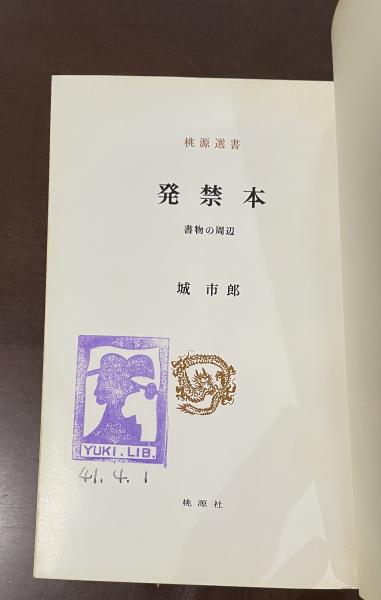 桃源選書
発禁本
書物の周辺
城市郎
YUKI.LIB.
41.4.1
桃源社